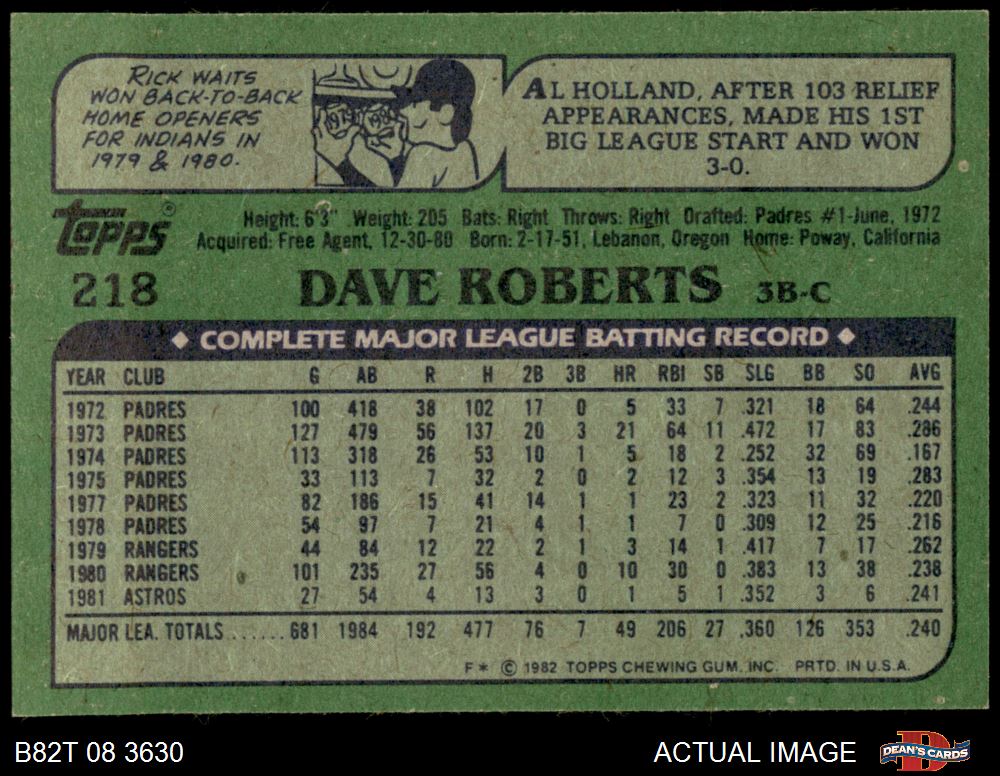 RICK WAITS
WON BACK-TO-BACK
HOME OPENERS
FOR INDIANS IN
1979 & 1980.
AL HOLLAND, AFTER 103 RELIEF
APPEARANCES, MADE HIS 1ST
BIG LEAGUE START AND WON
3-0.
TOPPS®
Height: 6'3" Weight: 205 Bats: Right Throws: Right Drafted: Padres #1-June, 1972
Acquired: Free Agent, 12-30-80 Born: 2-17-51, Lebanon, Oregon Home: Poway, California
218 DAVE ROBERTS 3B-C
◆ COMPLETE MAJOR LEAGUE BATTING RECORD ◆
YEAR CLUB G AB R H 2B 3B HR RBI SB SLG BB SO AVG
1972 PADRES 100 418 38 102 17 0 5 33 7 .321 18 64 .244
1973 PADRES 127 479 56 137 20 3 21 64 11 .472 17 83 .286
1974 PADRES 113 318 26 53 10 1 5 18 2 .252 32 69 .167
1975 PADRES 33 113 7 32 2 0 2 12 3 .354 13 19 .283
1977 PADRES 82 186 15 41 14 1 1 23 2 .323 11 32 .220
1978 PADRES 54 97 7 21 4 1 1 7 0 .309 12 25 .216
1979 RANGERS 44 84 12 22 2 1 3 14 1 .417 7 17 .262
1980 RANGERS 101 235 27 56 4 0 10 30 0 .383 13 38 .238
1981 ASTROS 27 54 4 13 3 0 1 5 1 .352 3 6 .241
MAJOR LEA. TOTALS......681 1984 192 477 76 7 49 206 27 .360 126 353 .240
F* © 1982 TOPPS CHEWING GUM, INC. PRTD. IN U.S.A.
B82T 08 3630 ACTUAL IMAGE DEAN'S CARDS